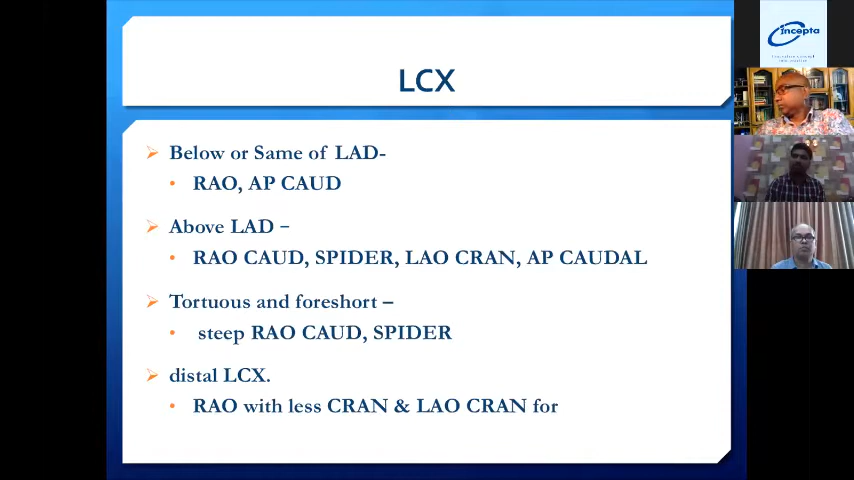 LCX
Below or Same of LAD-
RAO, AP CAUD
Above LAD –
RAO CAUD, SPIDER, LAO CRAN, AP CAUDAL
Tortuous and foreshort –
steep RAO CAUD, SPIDER
distal LCX.
RAO with less CRAN & LAO CRAN for
incepta